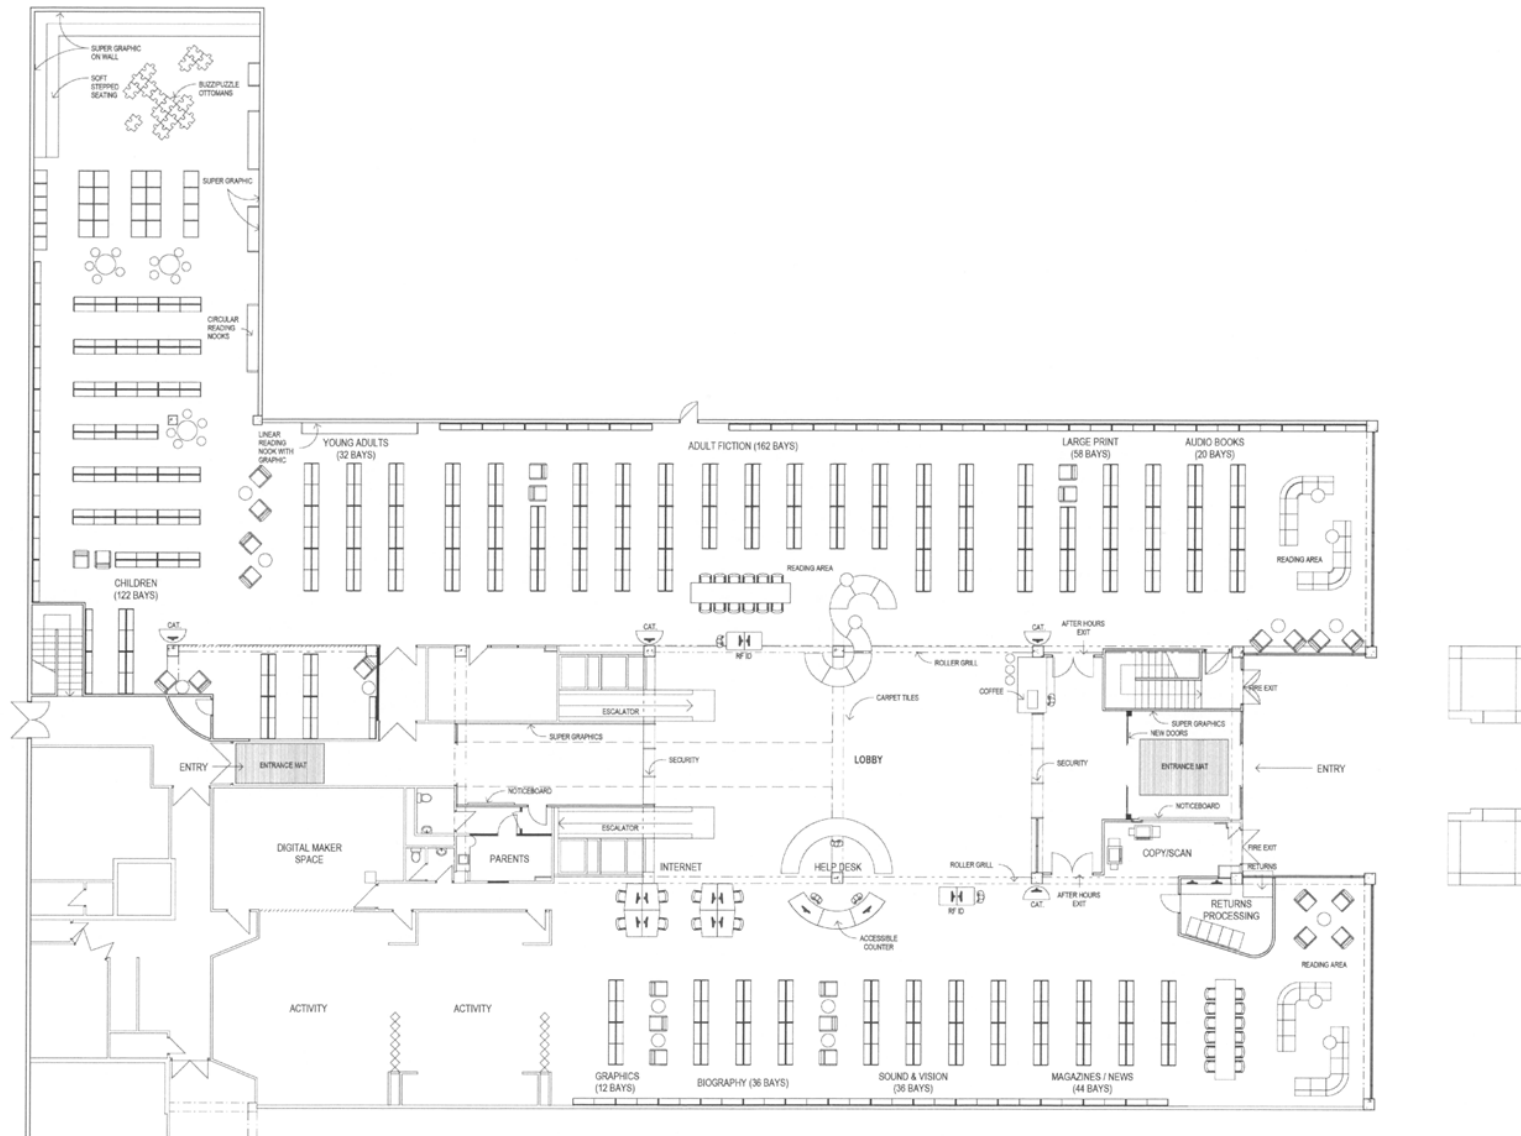 SUPER GRAPHIC
ON WALL
SOFT
STEPPED
SEATING
BUZZIPUZZLE
OTTOMANS
SUPER GRAPHIC
CIRCULAR
READING
NOOKS
LINEAR
READING
NOOK WITH
GRAPHIC
YOUNG ADULTS
(32 BAYS)
ADULT FICTION (162 BAYS)
LARGE PRINT
(58 BAYS)
AUDIO BOOKS
(20 BAYS)
READING AREA
READING AREA
CHILDREN
(122 BAYS)
CAT.
CAT.
RF ID
CAT.
AFTER HOURS
EXIT
ROLLER GRILL
COFFEE
CARPET TILES
FIRE EXIT
ESCALATOR
SUPER GRAPHICS
SUPER GRAPHICS
NEW DOORS
ENTRY
ENTRANCE MAT
SECURITY
LOBBY
SECURITY
ENTRANCE MAT
ENTRY
NOTICEBOARD
NOTICEBOARD
ESCALATOR
DIGITAL MAKER
SPACE
PARENTS
INTERNET
HELP DESK
ROLLER GRILL
COPY/SCAN
FIRE EXIT
RETURNS
AFTER HOURS
EXIT
RF ID
CAT.
RETURNS
PROCESSING
ACCESSIBLE
COUNTER
READING AREA
ACTIVITY
ACTIVITY
GRAPHICS
(12 BAYS)
BIOGRAPHY (36 BAYS)
SOUND & VISION
(36 BAYS)
MAGAZINES / NEWS
(44 BAYS)